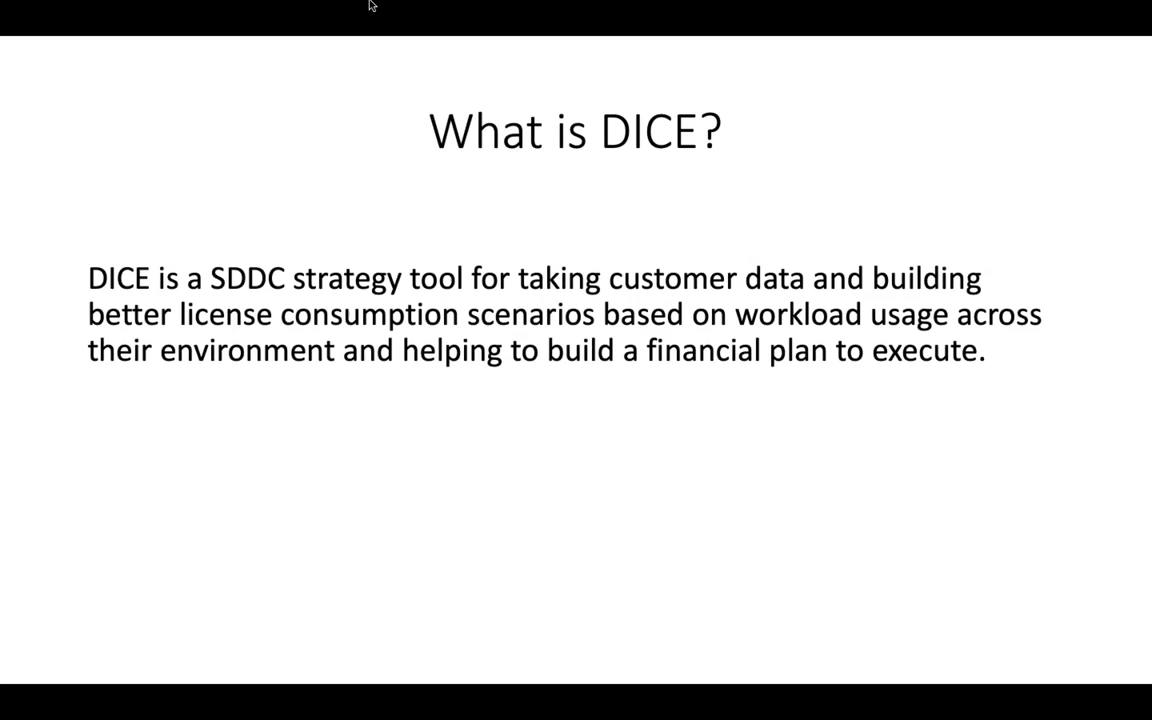 What is DICE?
DICE is a SDDC strategy tool for taking customer data and building
better license consumption scenarios based on workload usage across
their environment and helping to build a financial plan to execute.